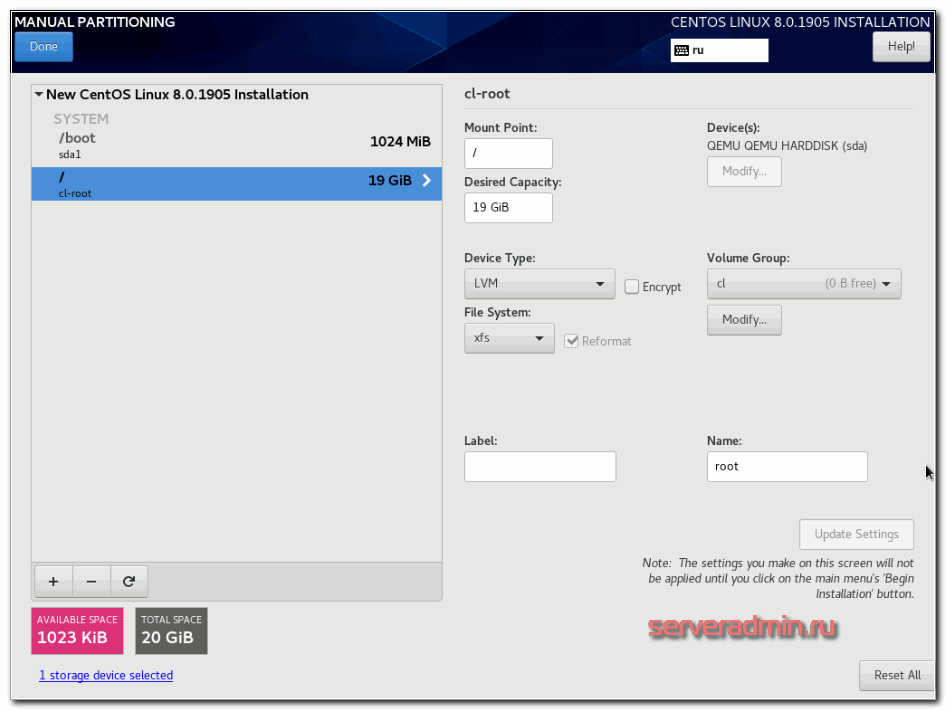 MANUAL PARTITIONING
CENTOS LINUX 8.0.1905 INSTALLATION
Done
ru
Help!
New CentOS Linux 8.0.1905 Installation
SYSTEM
/boot
1024 MiB
sda1
/
19 GiB
cl-root
cl-root
Mount Point:
Device(s):
/
QEMU QEMU HARDDISK (sda)
Modify...
Desired Capacity:
19 GiB
Device Type:
Volume Group:
LVM
Encrypt
cl (0 B free)
File System:
Modify...
xfs
Reformat
Label:
Name:
root
Update Settings
Note: The settings you make on this screen will not
be applied until you click on the main menu's 'Begin
Installation' button.
+ −
AVAILABLE SPACE
1023 KiB
TOTAL SPACE
20 GiB
serveradmin.ru
1 storage device selected
Reset All